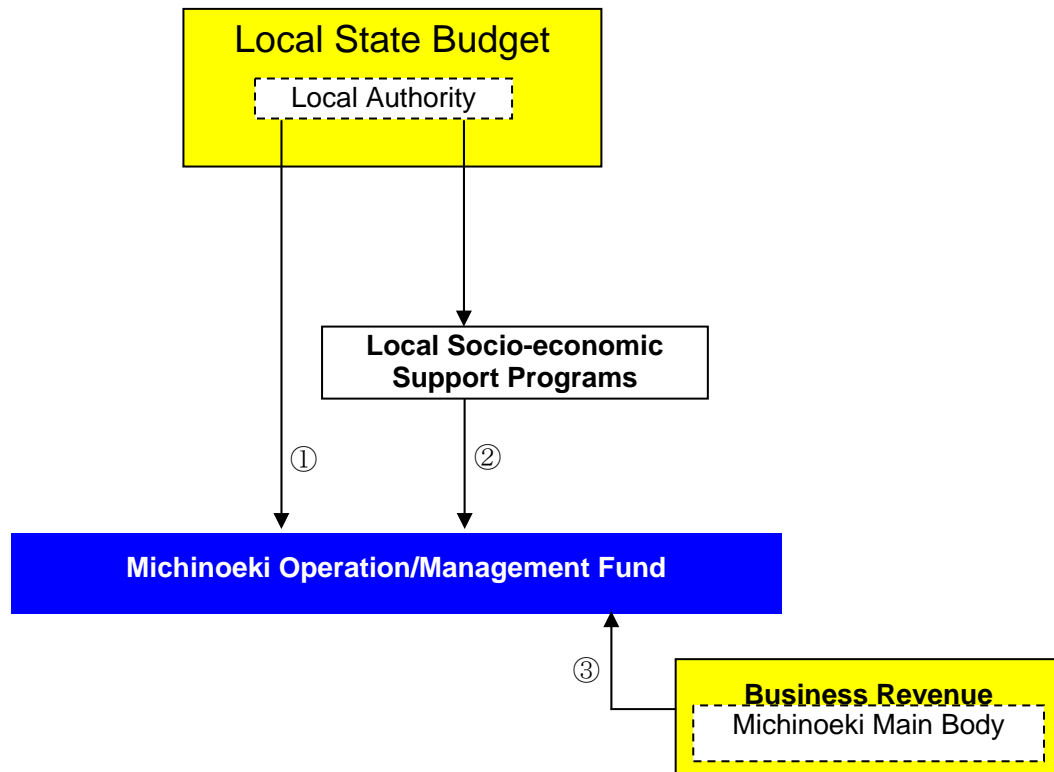 Local State Budget
Local Authority
Local Socio-economic
Support Programs
① ②
Michinoeki Operation/Management Fund
③
Business Revenue
Michinoeki Main Body